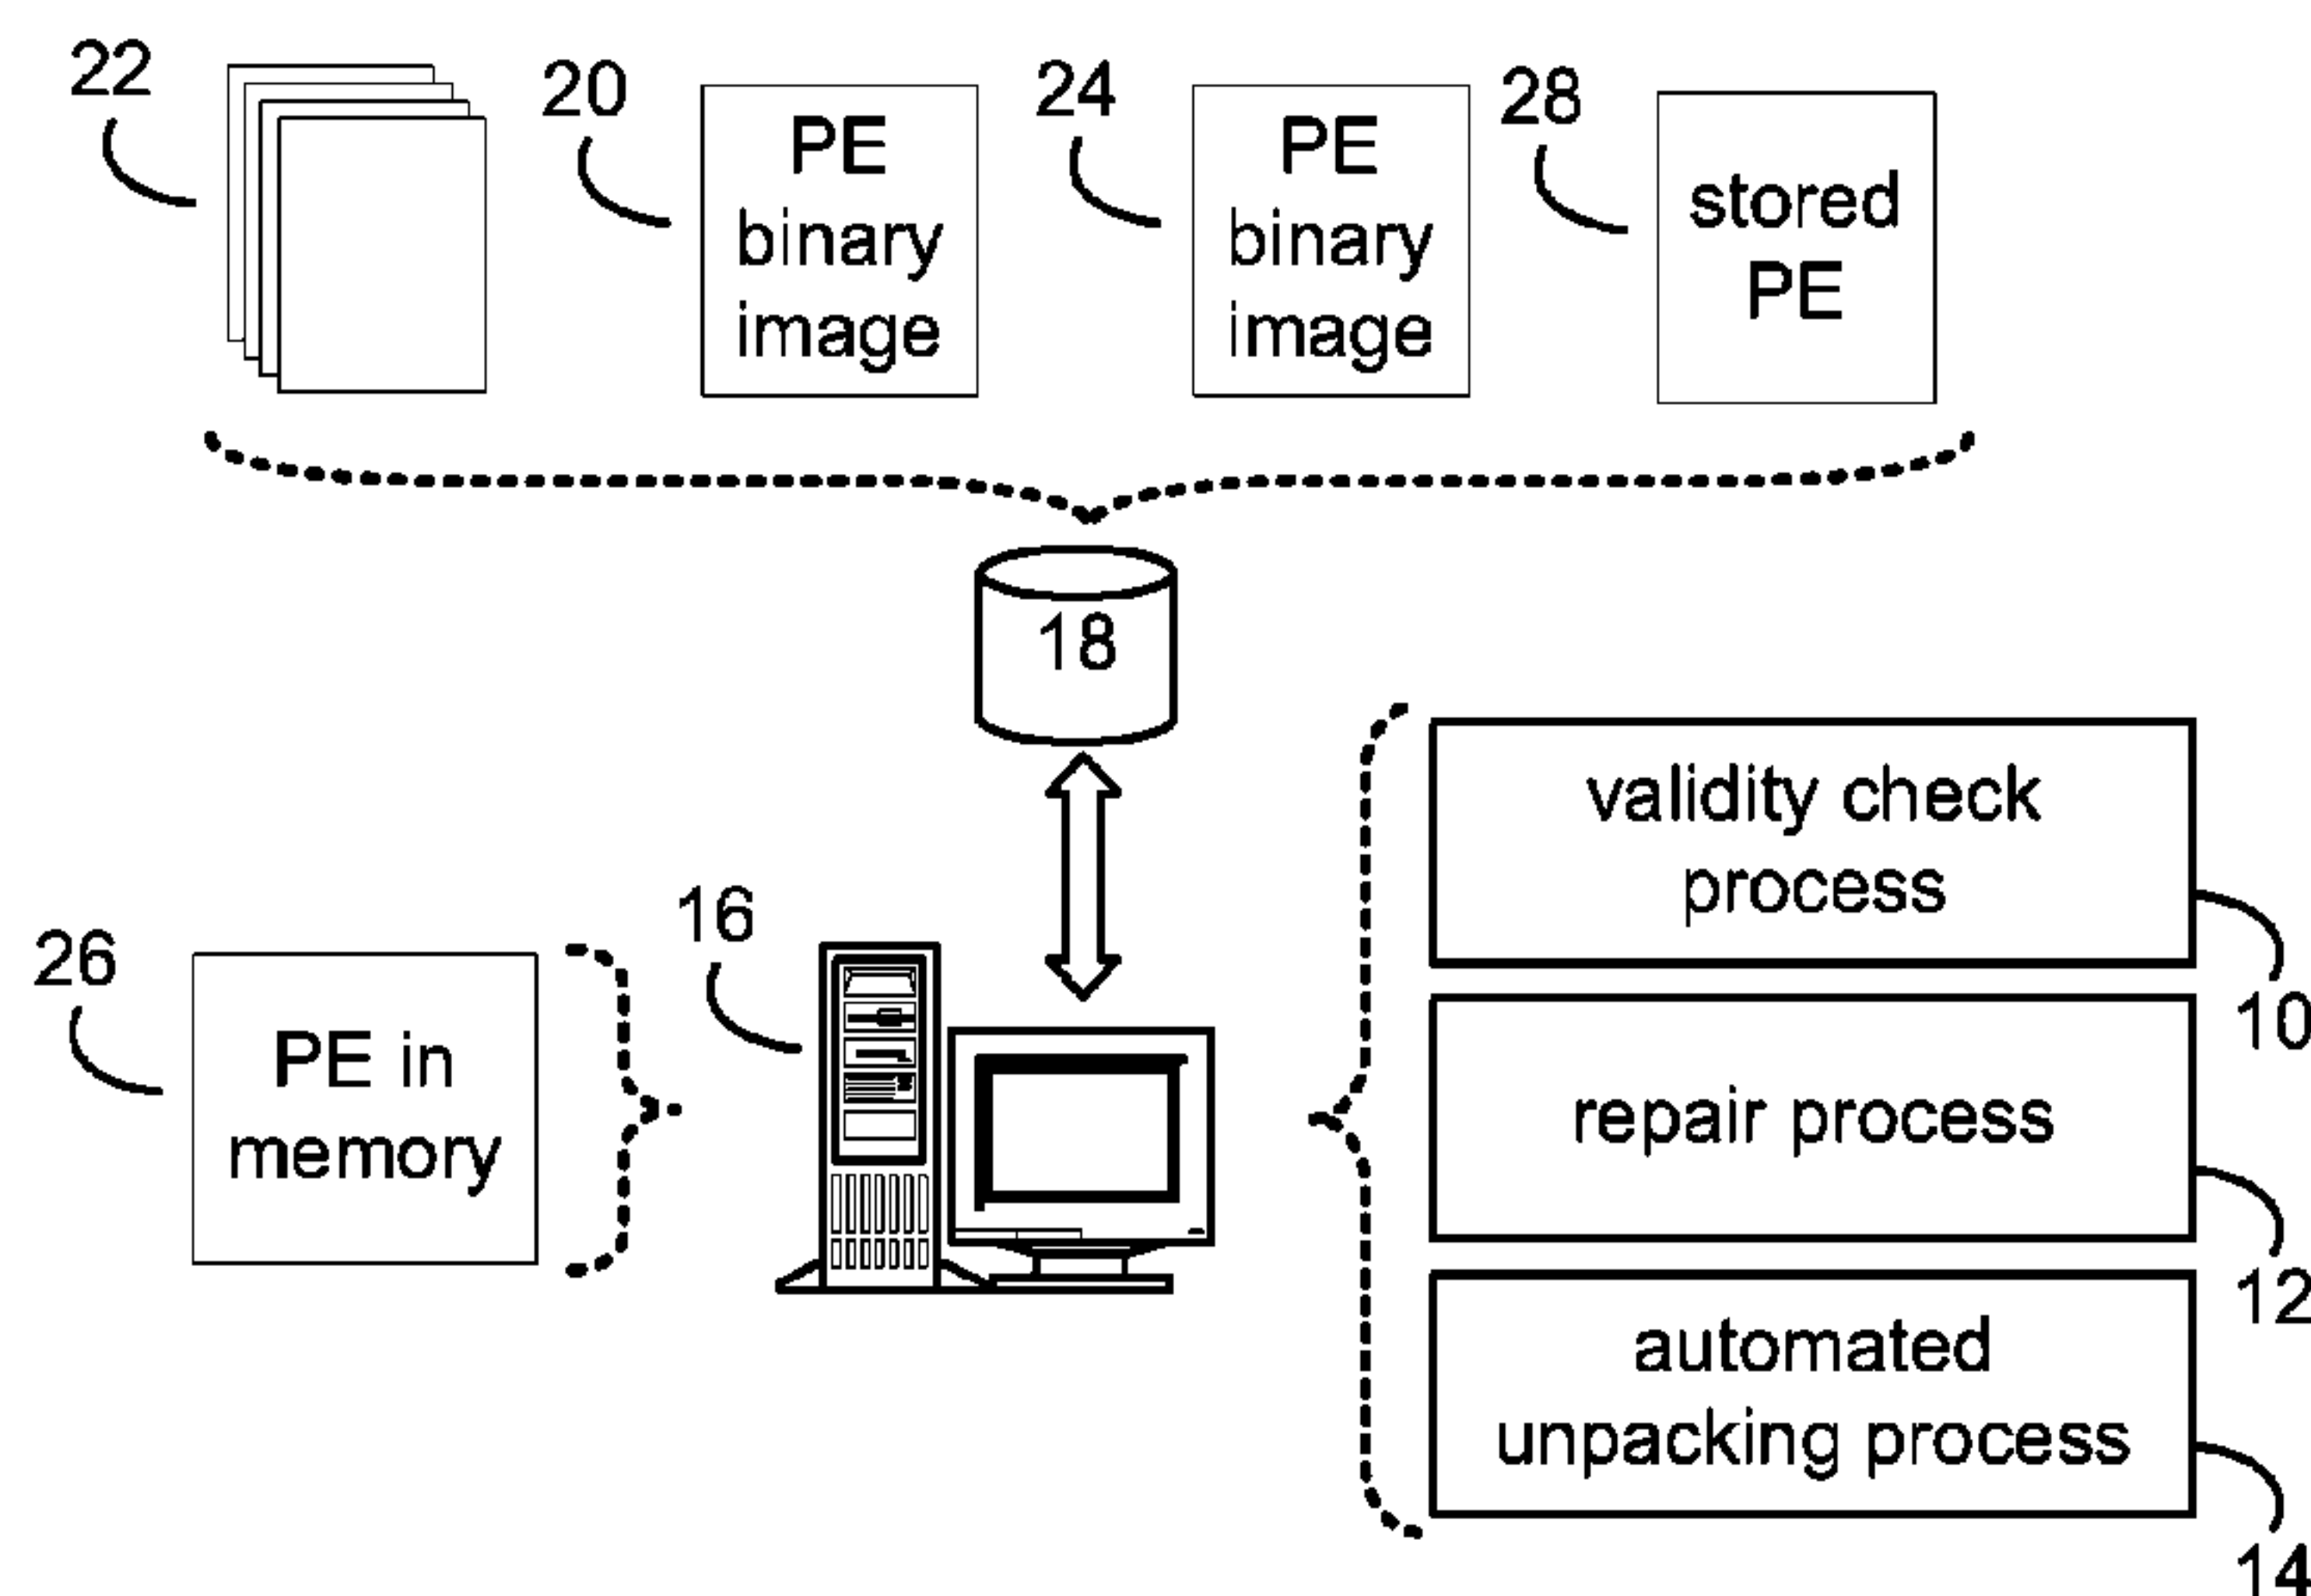 22
20
PE
binary
image
24
PE
binary
image
28
stored
PE
18
validity check
process
10
16
26
PE in
memory
repair process
12
automated
unpacking process
14